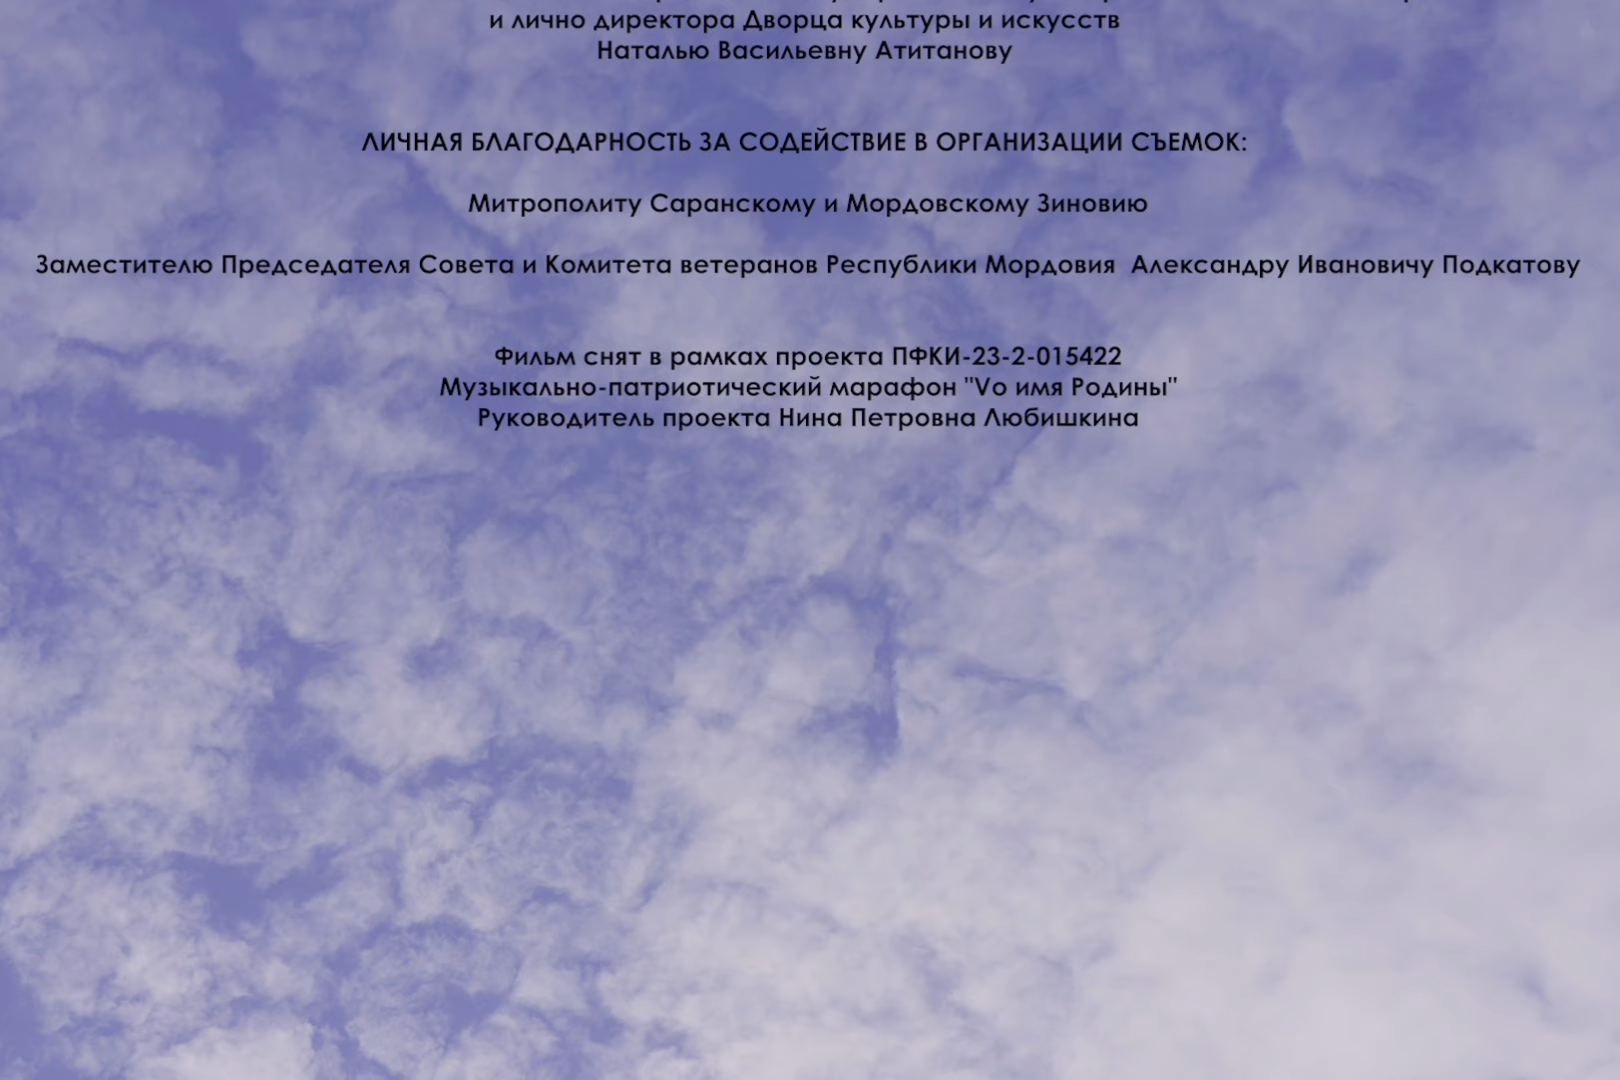 и лично директора Дворца культуры и искусств
Наталью Васильевну Атитанову
ЛИЧНАЯ БЛАГОДАРНОСТЬ ЗА СОДЕЙСТВИЕ В ОРГАНИЗАЦИИ СЪЕМОК:
Митрополиту Саранскому и Мордовскому Зиновию
Заместителю Председателя Совета и Комитета ветеранов Республики Мордовия Александру Ивановичу Подкатову
Фильм снят в рамках проекта ПФКИ-23-2-015422
Музыкально-патриотический марафон "Vо имя Родины"
Руководитель проекта Нина Петровна Любишкина